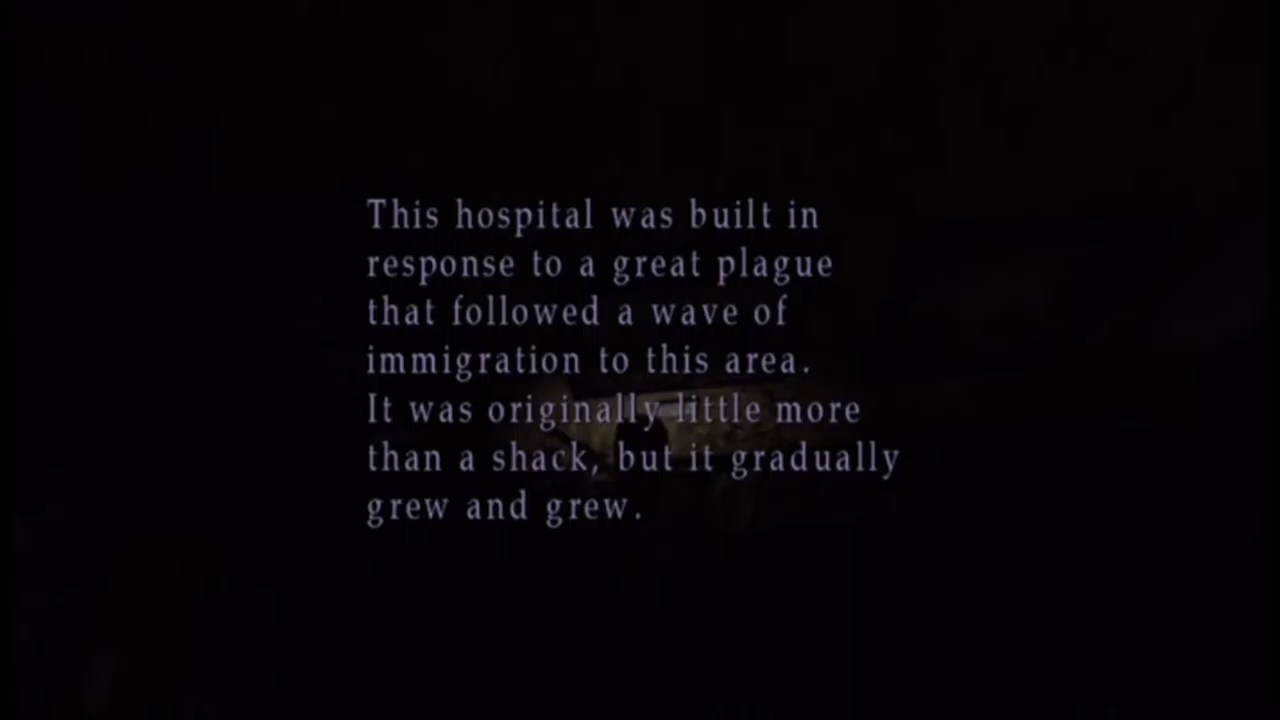 This hospital was built in
response to a great plague
that followed a wave of
immigration to this area.
It was originally little more
than a shack, but it gradually
grew and grew.